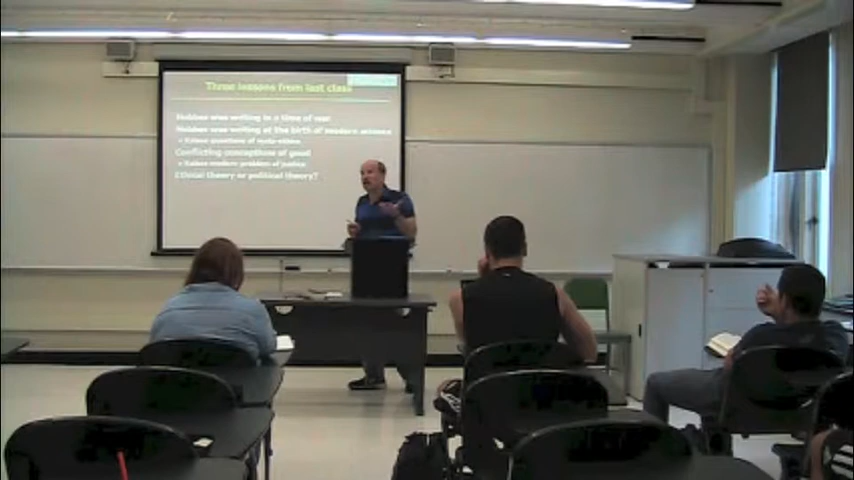 Three lessons from last class
Hobbes was writing in a time of war
Hobbes was writing at the birth of modern science
• Raises questions of meta-ethics
Conflicting conceptions of good
• Raises modern problem of justice
Ethical theory or political theory?